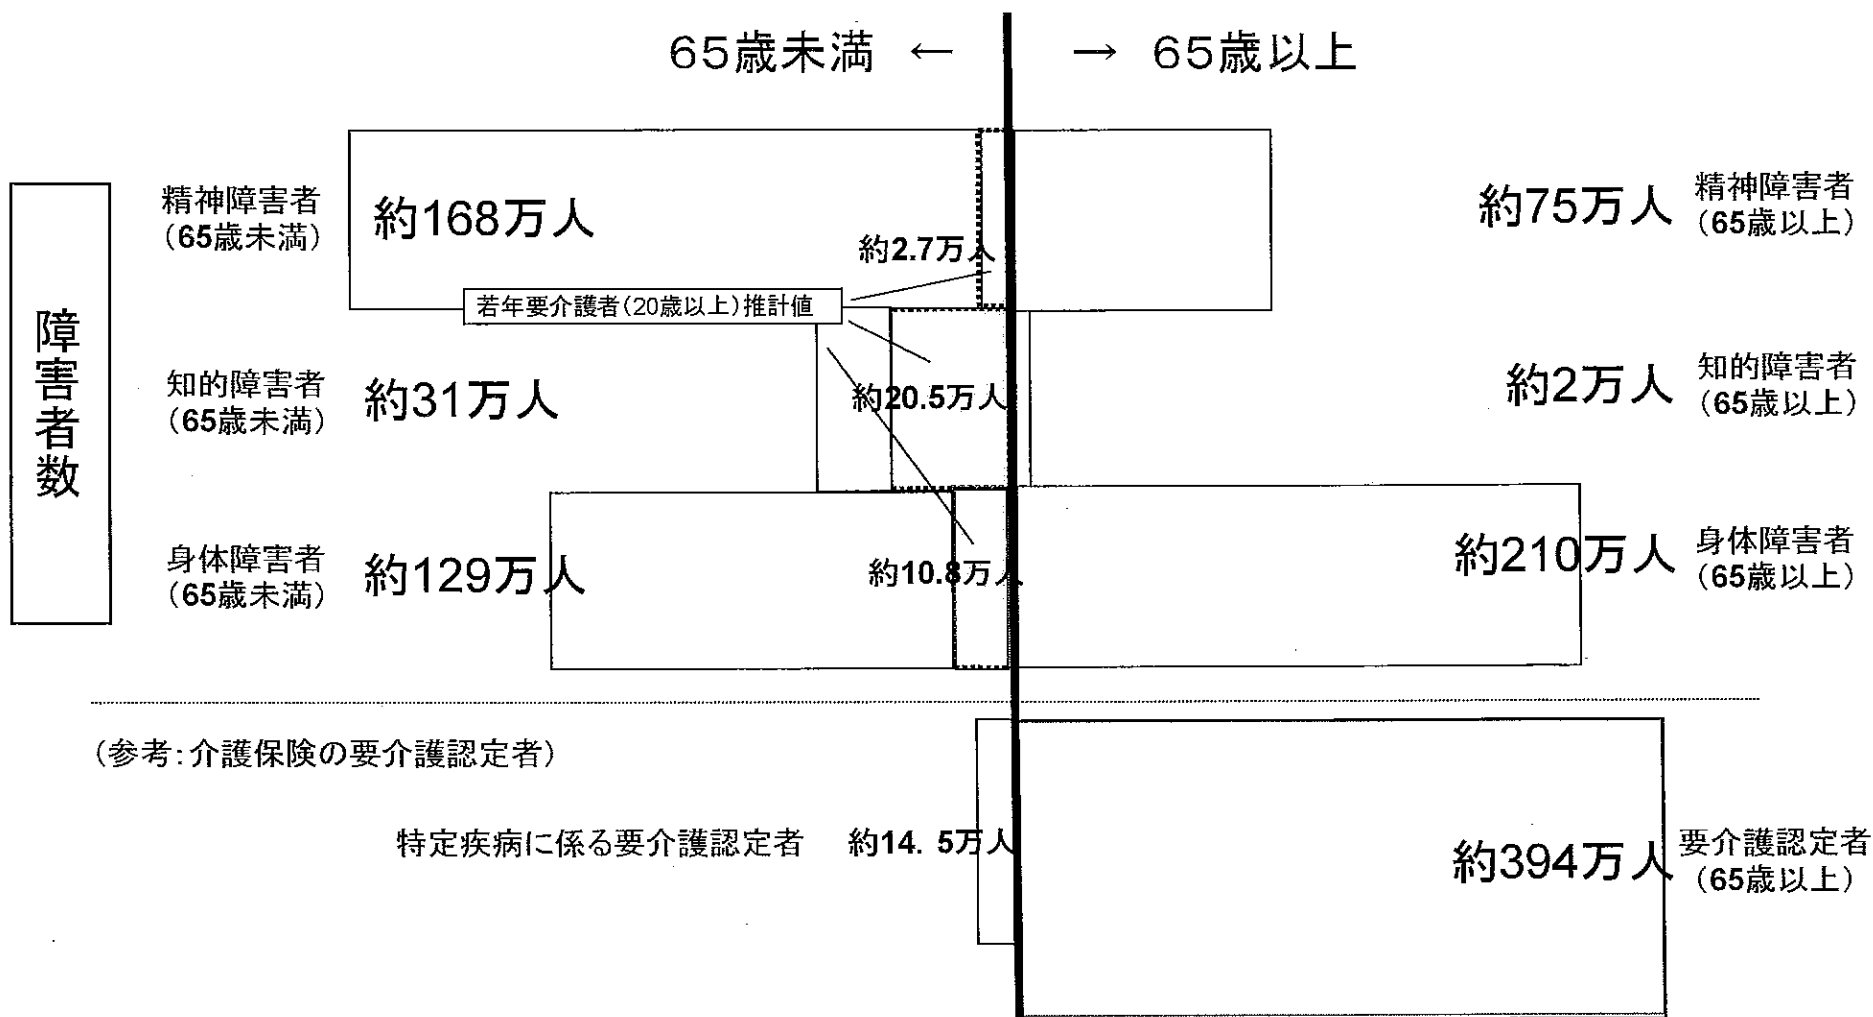 65歳未満 ← → 65歳以上
障害者数
精神障害者
(65歳未満)
約168万人
約2.7万人
約75万人
精神障害者
(65歳以上)
若年要介護者(20歳以上)推計値
知的障害者
(65歳未満)
約31万人
約20.5万人
約2万人
知的障害者
(65歳以上)
身体障害者
(65歳未満)
約129万人
約10.8万人
約210万人
身体障害者
(65歳以上)
(参考:介護保険の要介護認定者)
特定疾病に係る要介護認定者 約14. 5万人
約394万人
要介護認定者
(65歳以上)